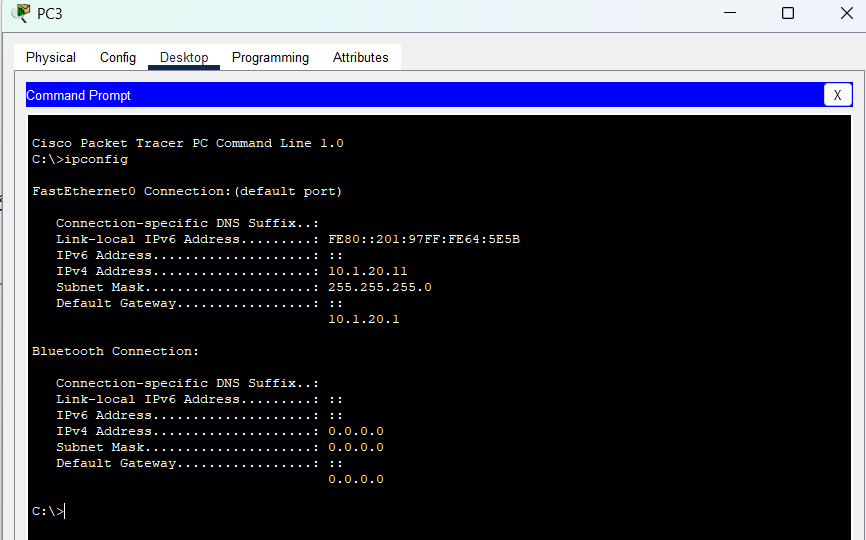 PC3
Physical Config Desktop Programming Attributes
Command Prompt X
Cisco Packet Tracer PC Command Line 1.0
C:\>ipconfig
FastEthernet0 Connection:(default port)
Connection-specific DNS Suffix..:
Link-local IPv6 Address.........: FE80::201:97FF:FE64:5E5B
IPv6 Address....................: ::
IPv4 Address....................: 10.1.20.11
Subnet Mask.....................: 255.255.255.0
Default Gateway.................: ::
10.1.20.1
Bluetooth Connection:
Connection-specific DNS Suffix..:
Link-local IPv6 Address.........: ::
IPv6 Address....................: ::
IPv4 Address....................: 0.0.0.0
Subnet Mask.....................: 0.0.0.0
Default Gateway.................: ::
0.0.0.0
C:\>